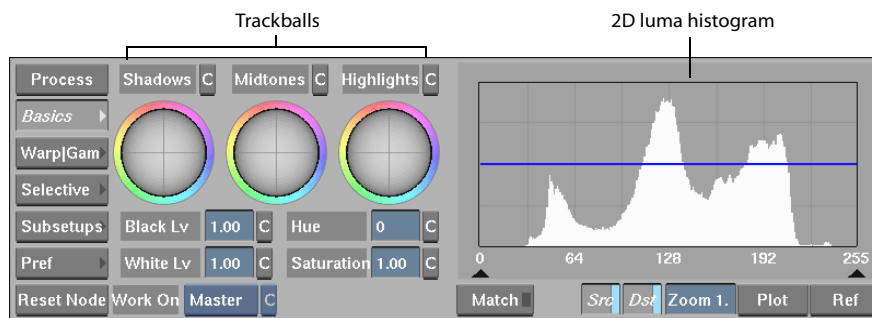 Trackballs 2D luma histogram
Process Shadows C Midtones C Highlights C
Basics
Warp|Gam
Selective
Subsetups Black Lv 1.00 C Hue 0 C
Pref White Lv 1.00 C Saturation 1.00 C
0 64 128 192 255
Reset Node Work On Master C Match Src Dst Zoom 1. Plot Ref